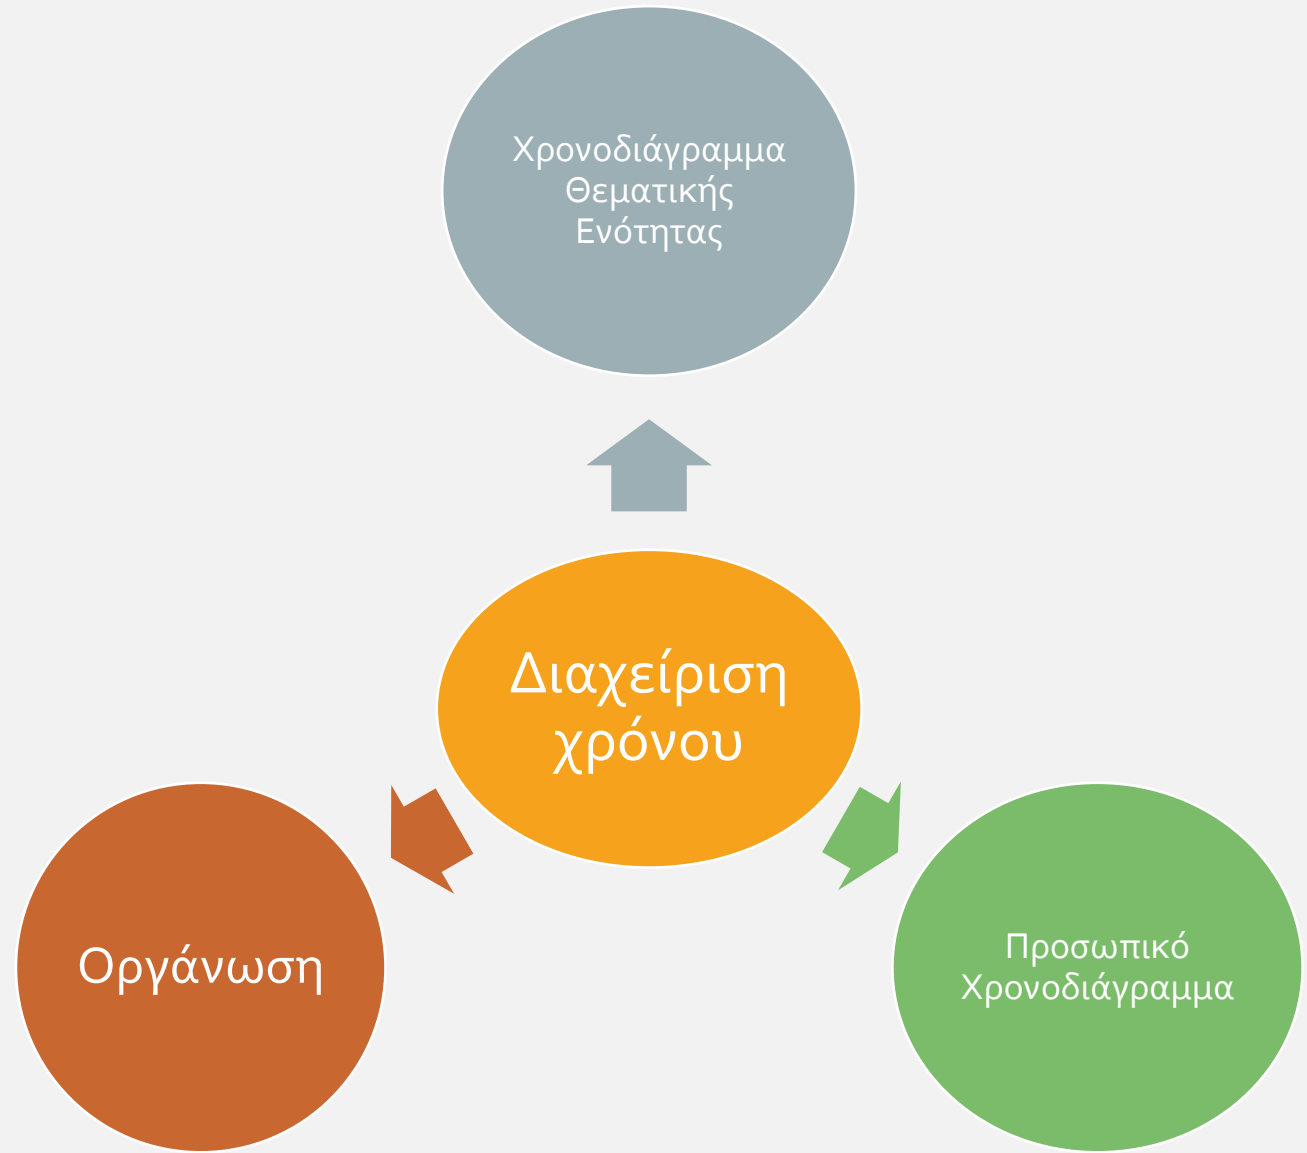 Χρονοδιάγραμμα
Θεματικής
Ενότητας
Διαχείριση
χρόνου
Οργάνωση
Προσωπικό
Χρονοδιάγραμμα